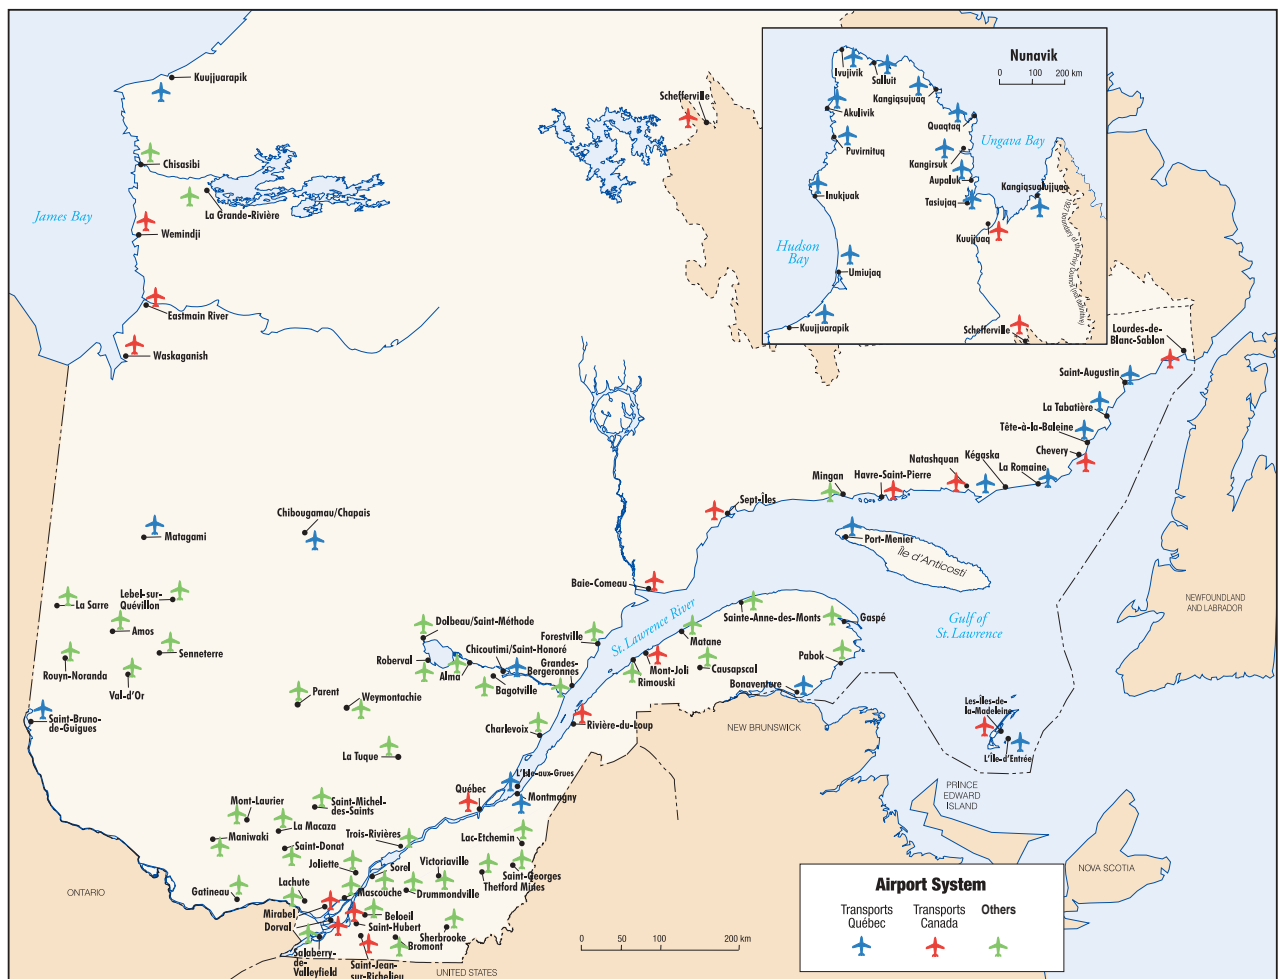 Kuujjuarapik
Chisasibi
La Grande-Rivière
James Bay
Wemindji
Eastmain River
Waskaganish
Schefferville
Nunavik
0 100 200 km
Ivujivik
Salluit
Kangiqsujuaq
Akulivik
Quaqtaq
Ungava Bay
Puvirnituq
Kangirsuk
Aupaluk
Kangiqsualujjuaq
Inukjuak
Tasiujaq
Kuujjuaq
Hudson
Bay
Umiujaq
Kuujjuarapik
Schefferville
1927 boundary of the Privy Council (not definitive)
Lourdes-de-
Blanc-Sablon
Saint-Augustin
La Tabatière
Tête-à-la-Baleine
Chevery
La Romaine
Kégaska
Natashquan
Havre-Saint-Pierre
Mingan
Sept-Îles
Port-Menier
Île d'Anticosti
Gulf of
St. Lawrence
NEWFOUNDLAND
AND LABRADOR
Matagami
Chibougamau/Chapais
Baie-Comeau
St. Lawrence River
La Sarre
Lebel-sur-
Quévillon
Amos
Senneterre
Rouyn-Noranda
Val-d'Or
Saint-Bruno-
de-Guigues
Dolbeau/Saint-Méthode
Roberval
Alma
Chicoutimi/Saint-Honoré
Bagotville
Grandes-
Bergeronnes
Forestville
Sainte-Anne-des-Monts
Gaspé
Matane
Mont-Joli
Rimouski
Causapscal
Pabok
Bonaventure
Parent
Weymontachie
Charlevoix
Rivière-du-Loup
NEW BRUNSWICK
Les-Îles-de-
la-Madeleine
L'Île-d'Entrée
La Tuque
L'Isle-aux-Grues
Québec
Montmagny
PRINCE
EDWARD
ISLAND
Mont-Laurier
Saint-Michel
des-Saints
La Macaza
Maniwaki
Saint-Donat
Trois-Rivières
Lac-Etchemin
Joliette
Sorel
Victoriaville
Saint-Georges
Thetford Mines
Gatineau
Lachute
Mascouche
Drummondville
Mirabel
Dorval
Beloeil
Saint-Hubert
Sherbrooke
Bromont
Salaberry-
de-
Valleyfield
Saint-Jean-
sur-Richelieu
ONTARIO
UNITED STATES
NOVA SCOTIA
0 50 100 200 km
Airport System
Transports
Québec
Transports
Canada
Others